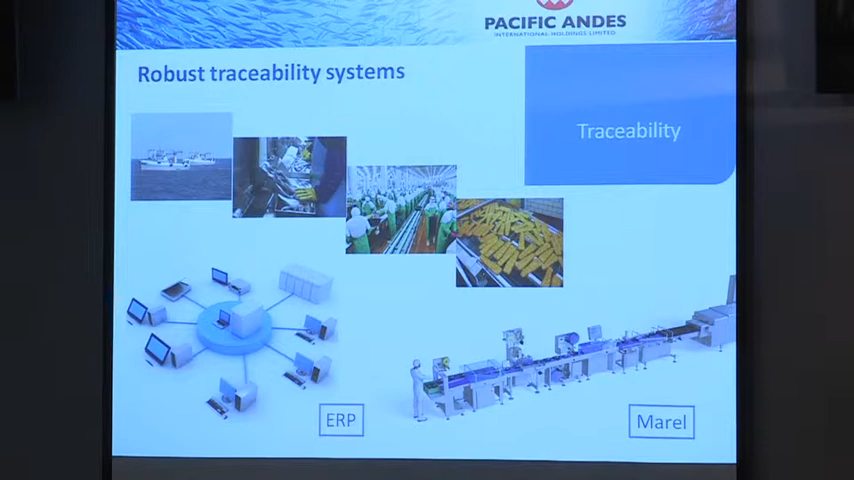 PACIFIC ANDES
INTERNATIONAL HOLDINGS LIMITED
Robust traceability systems
Traceability
ERP
Marel